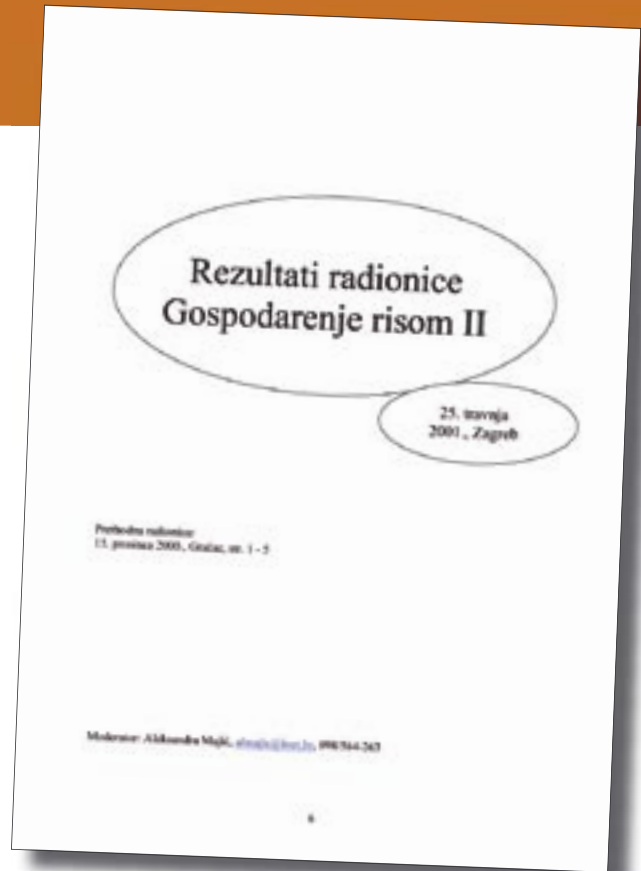 Rezultati radionice
Gospodarenje risom II
25. travnja
2001., Zagreb
Prethodna radionica:
15. prosinca 2000., Gračac, str. 1 - 5
Moderator: Aleksandra Majić,
6